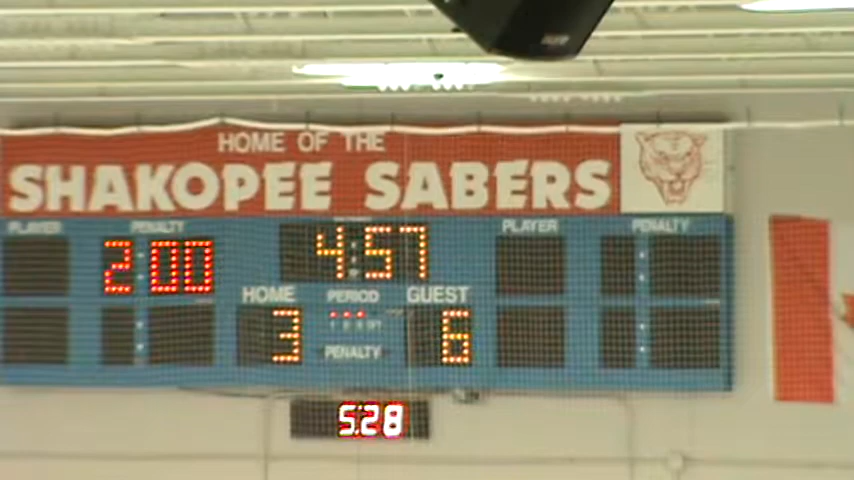 HOME OF THE
SHAKOPEE SABERS
PLAYER PENALTY PLAYER PENALTY
2:00 4:57
HOME PERIOD GUEST
3 6
PENALTY
5:28